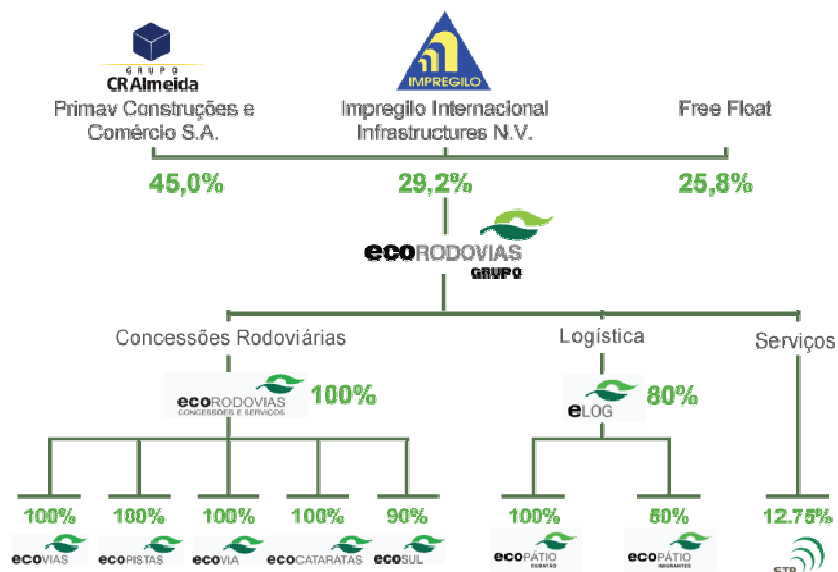 GRUPO
CRAlmeida
IMPREGILO
Primav Construções e
Comércio S.A.
Impregilo Internacional
Infrastructures N.V.
Free Float
45,0%
29,2%
25,8%
ecoRODOVIAS
GRUPO
Concessões Rodoviárias
Logística
Serviços
ecoRODOVIAS
CONCESSÕES E SERVIÇOS
100%
eLOG
80%
100%
100%
100%
100%
90%
100%
12.75%
ecoVIAS
ecoPISTAS
ecoVIA
ecoCATARATAS
ecoSUL
ecoPÁTIO
CUBATÃO
ecoPÁTIO
IMIGRANTES
STP